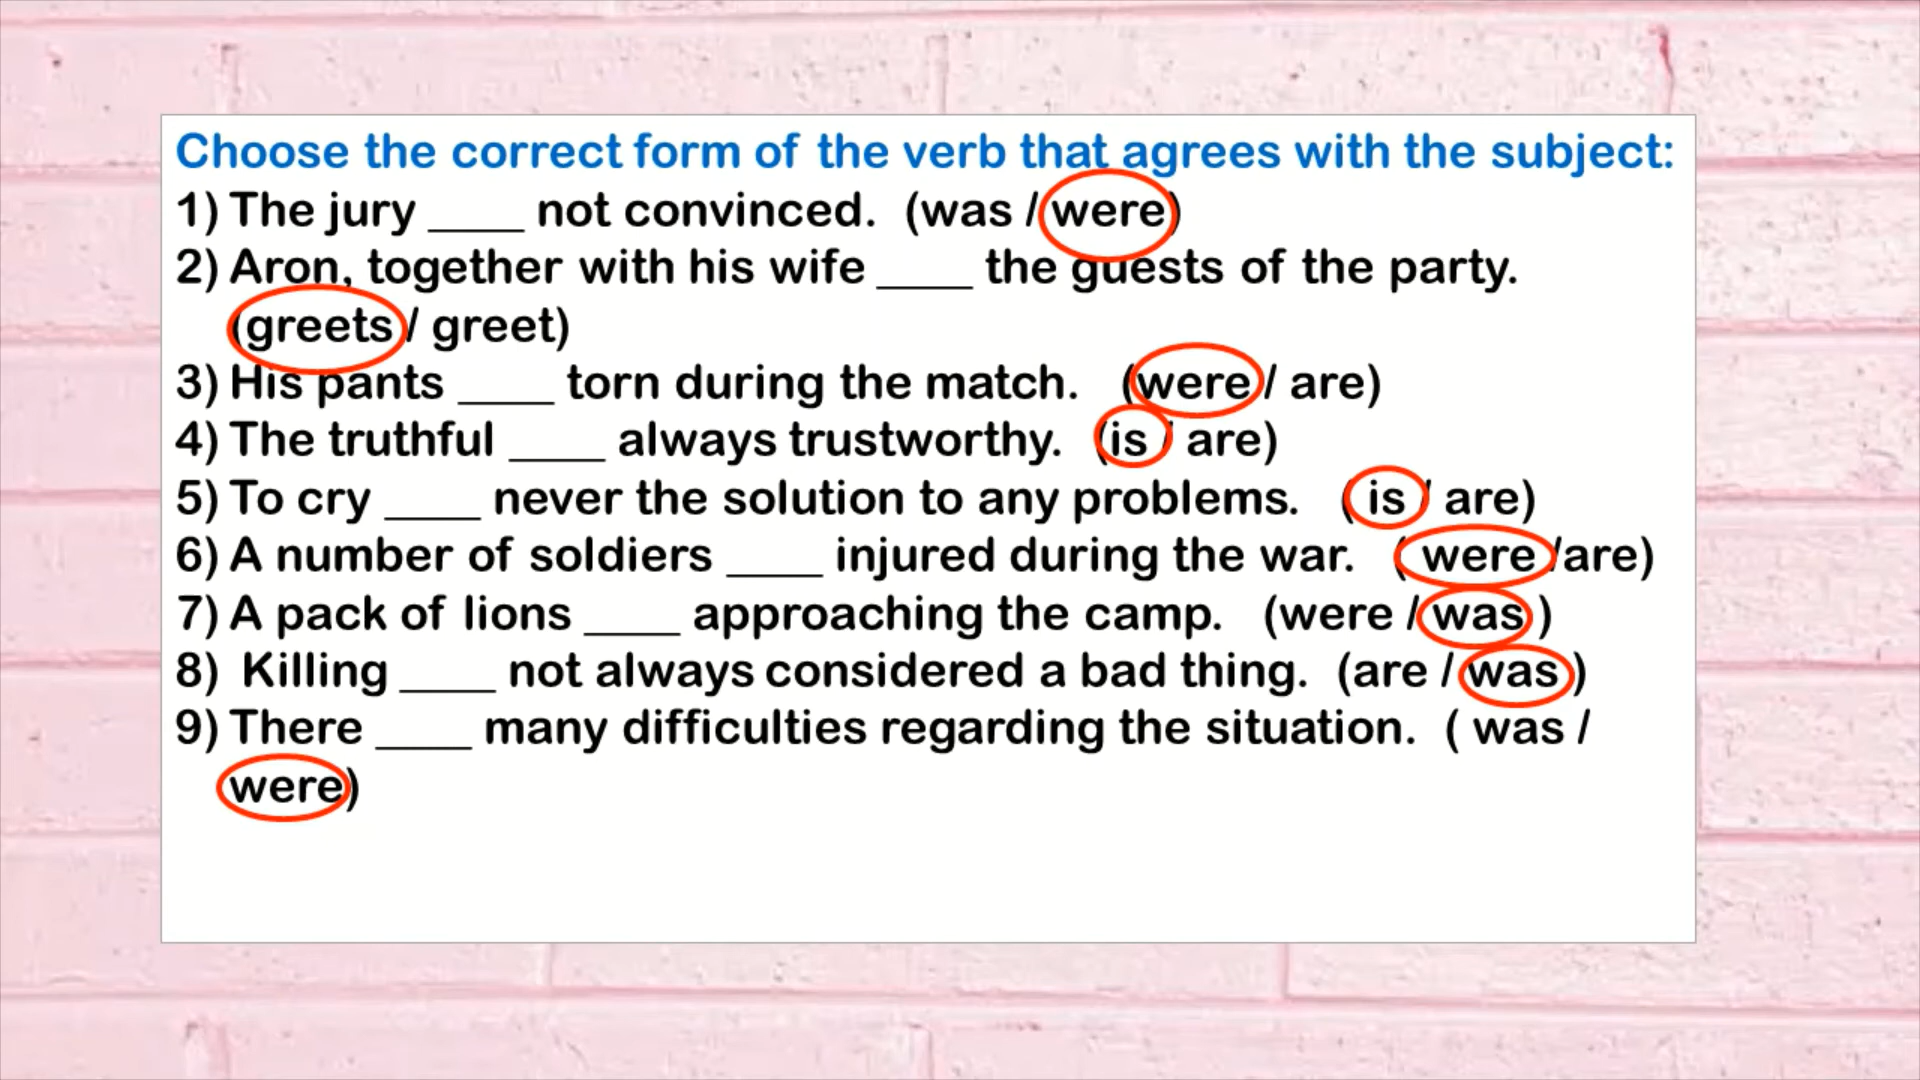 Choose the correct form of the verb that agrees with the subject:
1) The jury ____ not convinced. (was / were)
2) Aron, together with his wife ____ the guests of the party.
(greets / greet)
3) His pants ____ torn during the match. (were / are)
4) The truthful ____ always trustworthy. (is / are)
5) To cry ____ never the solution to any problems. ( is / are)
6) A number of soldiers ____ injured during the war. ( were /are)
7) A pack of lions ____ approaching the camp. (were / was )
8) Killing ____ not always considered a bad thing. (are / was )
9) There ____ many difficulties regarding the situation. ( was /
were)